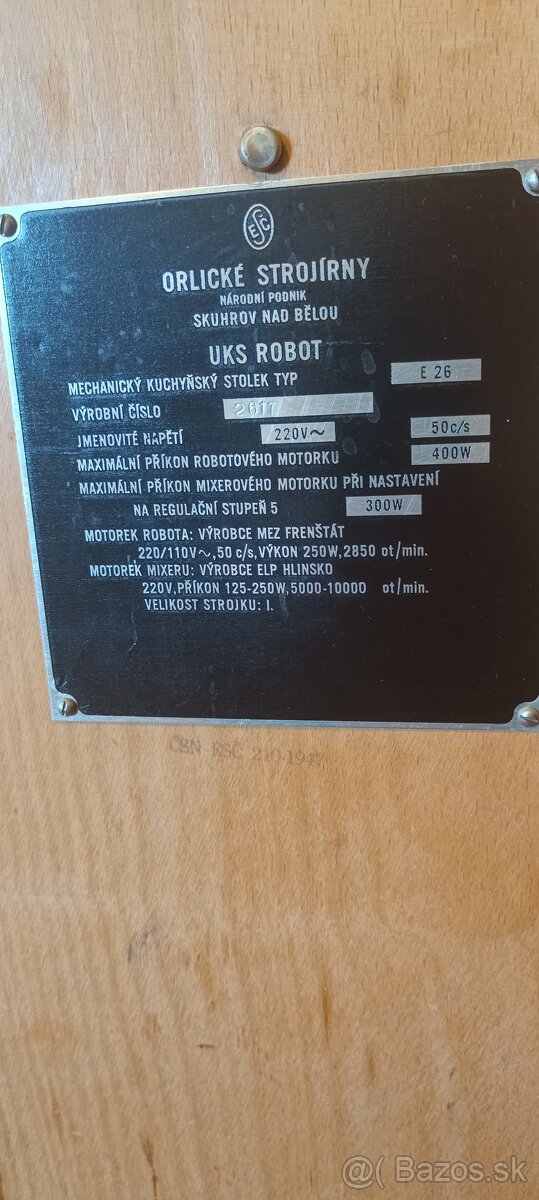 ESČ
ORLICKÉ STROJÍRNY
NÁRODNÍ PODNIK
SKUHROV NAD BĚLOU
UKS ROBOT
MECHANICKÝ KUCHYŇSKÝ STOLEK TYP E 26
VÝROBNÍ ČÍSLO 2617
JMENOVITÉ NAPĚTÍ 220V~ 50c/s
MAXIMÁLNÍ PŘÍKON ROBOTOVÉHO MOTORKU 400W
MAXIMÁLNÍ PŘÍKON MIXEROVÉHO MOTORKU PŘI NASTAVENÍ
NA REGULAČNÍ STUPEŇ 5 300W
MOTOREK ROBOTA: VÝROBCE MEZ FRENŠTÁT
220/110V~,50 c/s,VÝKON 250W,2850 ot/min.
MOTOREK MIXERU: VÝROBCE ELP HLINSKO
220V,PŘÍKON 125-250W,5000-10000 ot/min.
VELIKOST STROJKU: I.
ČSN ESČ 210-1947
@ Bazos.sk